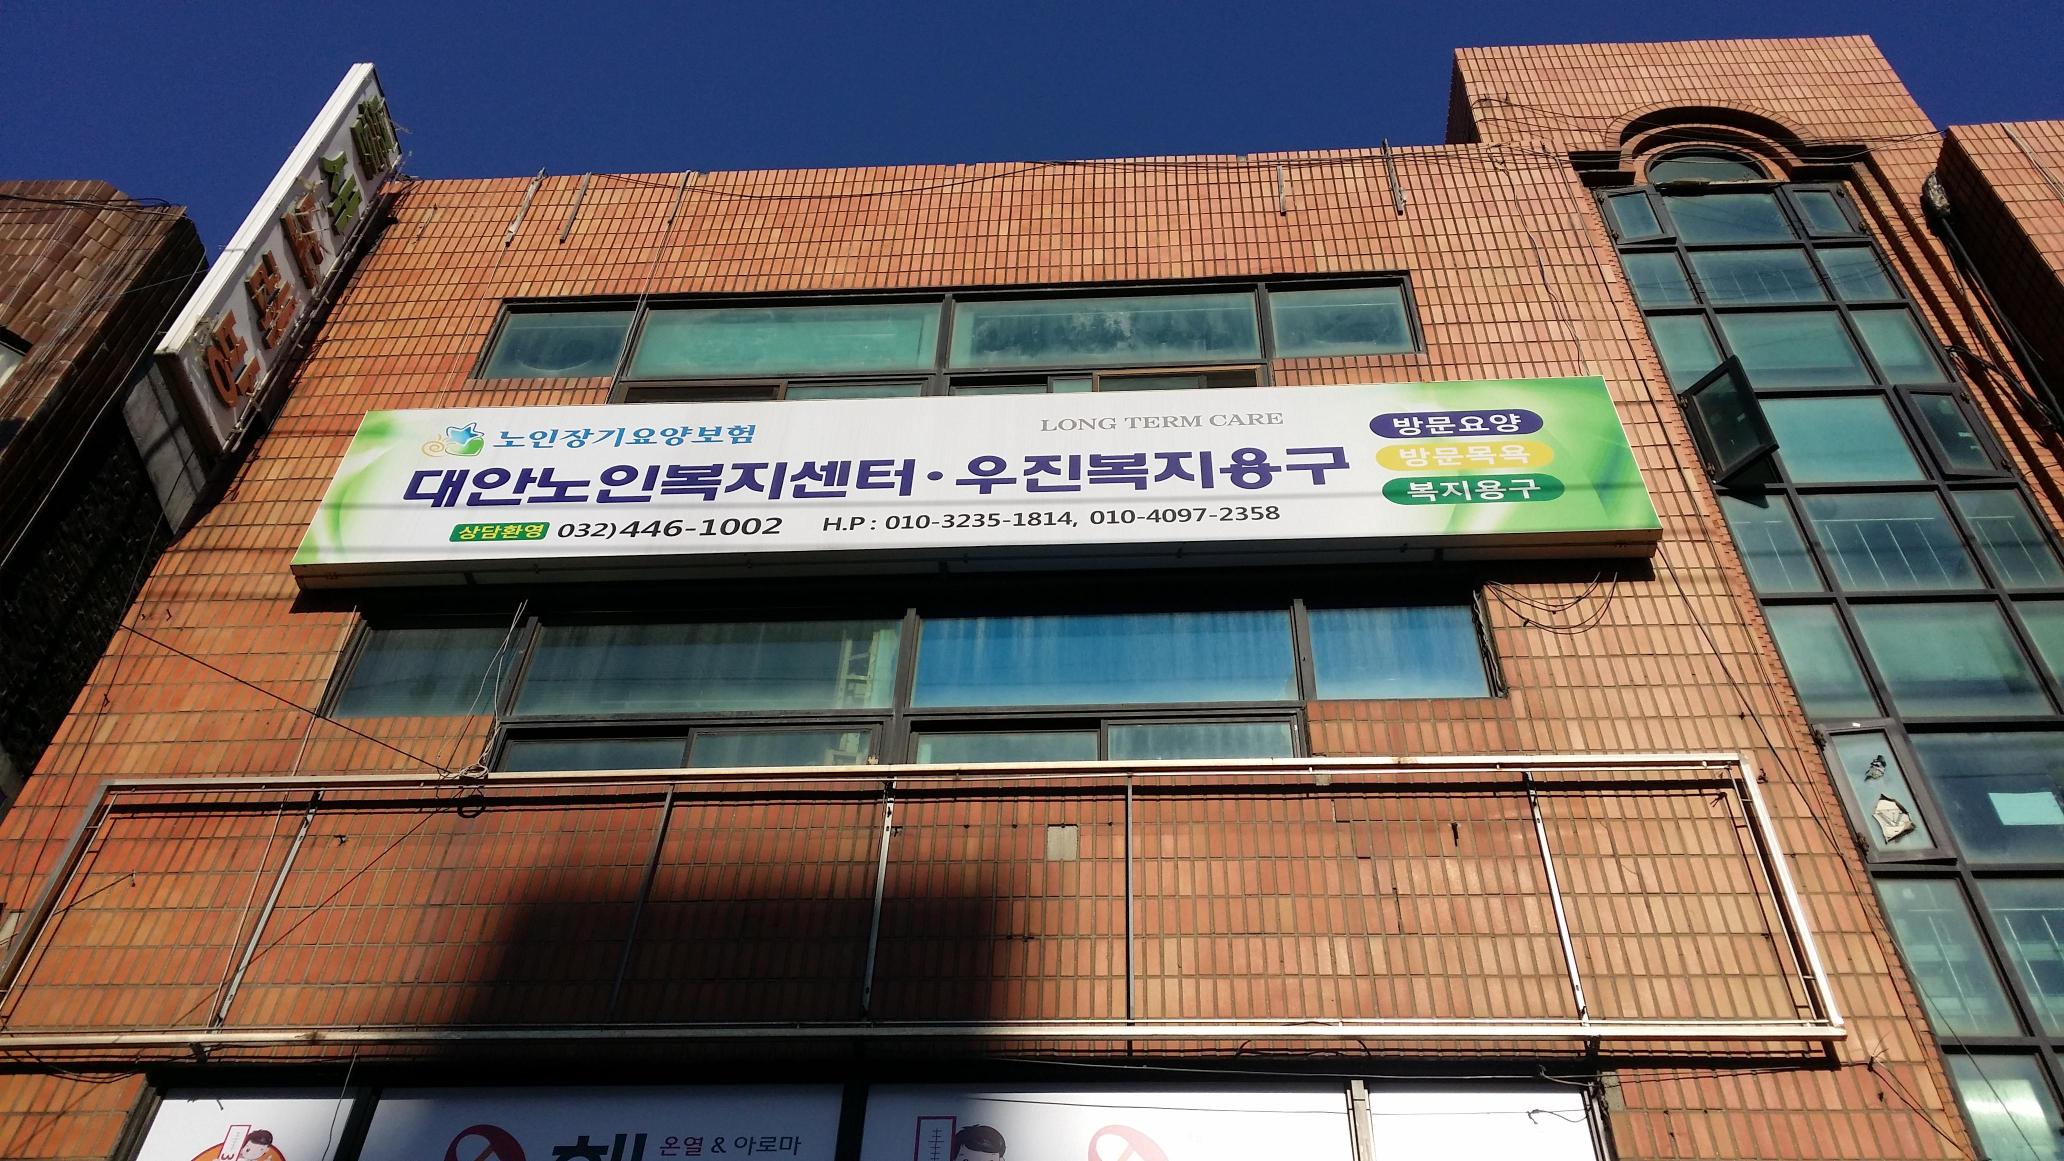 노인장기요양보험
LONG TERM CARE
대안노인복지센터·우진복지용구
상담환영 032)446-1002 H.P : 010-3235-1814, 010-4097-2358
방문요양
방문목욕
복지용구
온열 & 아로마